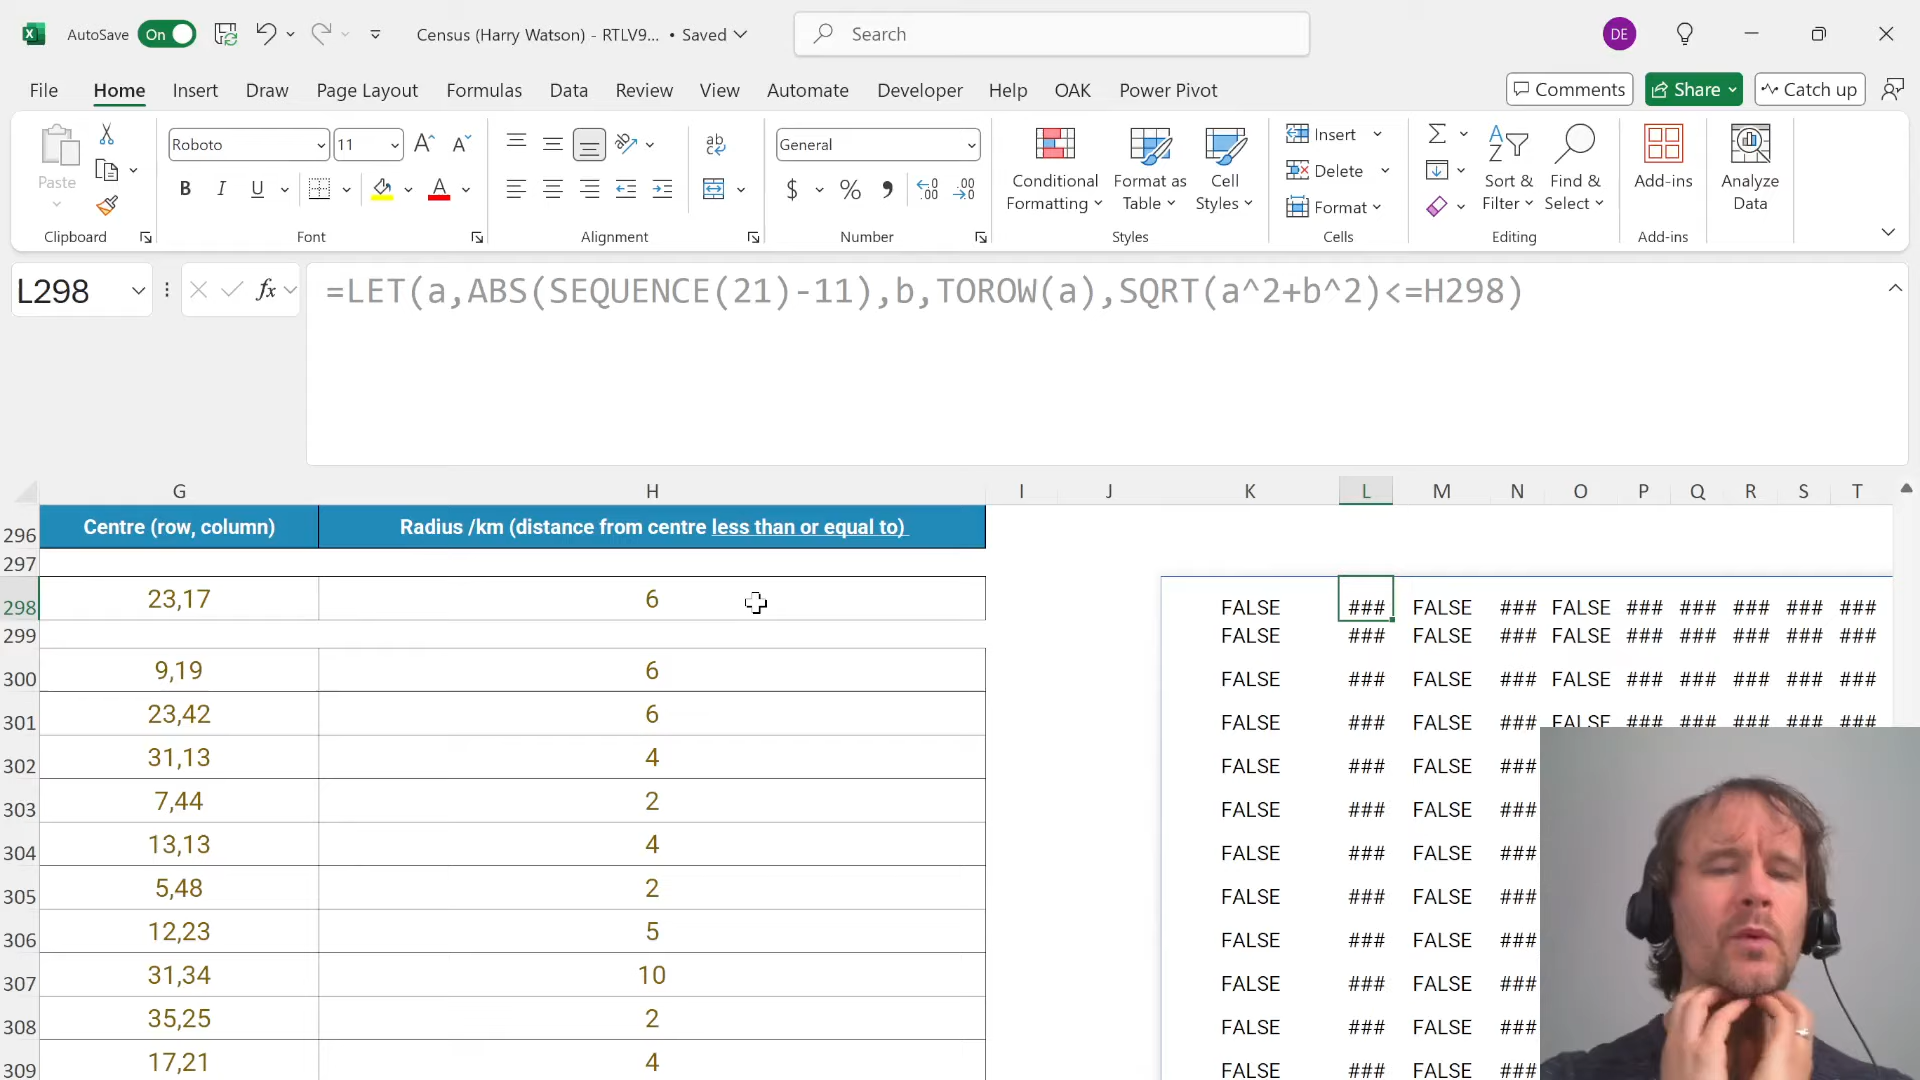 AutoSave On Census (Harry Watson) - RTLV9... • Saved Search DE
File Home Insert Draw Page Layout Formulas Data Review View Automate Developer Help OAK Power Pivot Comments Share Catch up
Paste Roboto 11 General Conditional Formatting Format as Table Cell Styles Insert Delete Format Sort & Filter Find & Select Add-ins Analyze Data
Clipboard Font Alignment Number Styles Cells Editing Add-ins
L298 fx =LET(a,ABS(SEQUENCE(21)-11),b,TOROW(a),SQRT(a^2+b^2)<=H298)
G H I J K L M N O P Q R S T
296 Centre (row, column) Radius /km (distance from centre less than or equal to)
297
298 23,17 6 FALSE ### FALSE ### FALSE ### ### ### ### ###
299 FALSE ### FALSE ### FALSE ### ### ### ### ###
300 9,19 6 FALSE ### FALSE ### FALSE ### ### ### ### ###
301 23,42 6 FALSE ### FALSE ### FALSE ### ### ### ### ###
302 31,13 4 FALSE ### FALSE ###
303 7,44 2 FALSE ### FALSE ###
304 13,13 4 FALSE ### FALSE ###
305 5,48 2 FALSE ### FALSE ###
306 12,23 5 FALSE ### FALSE ###
307 31,34 10 FALSE ### FALSE ###
308 35,25 2 FALSE ### FALSE ###
309 17,21 4 FALSE ### FALSE ###